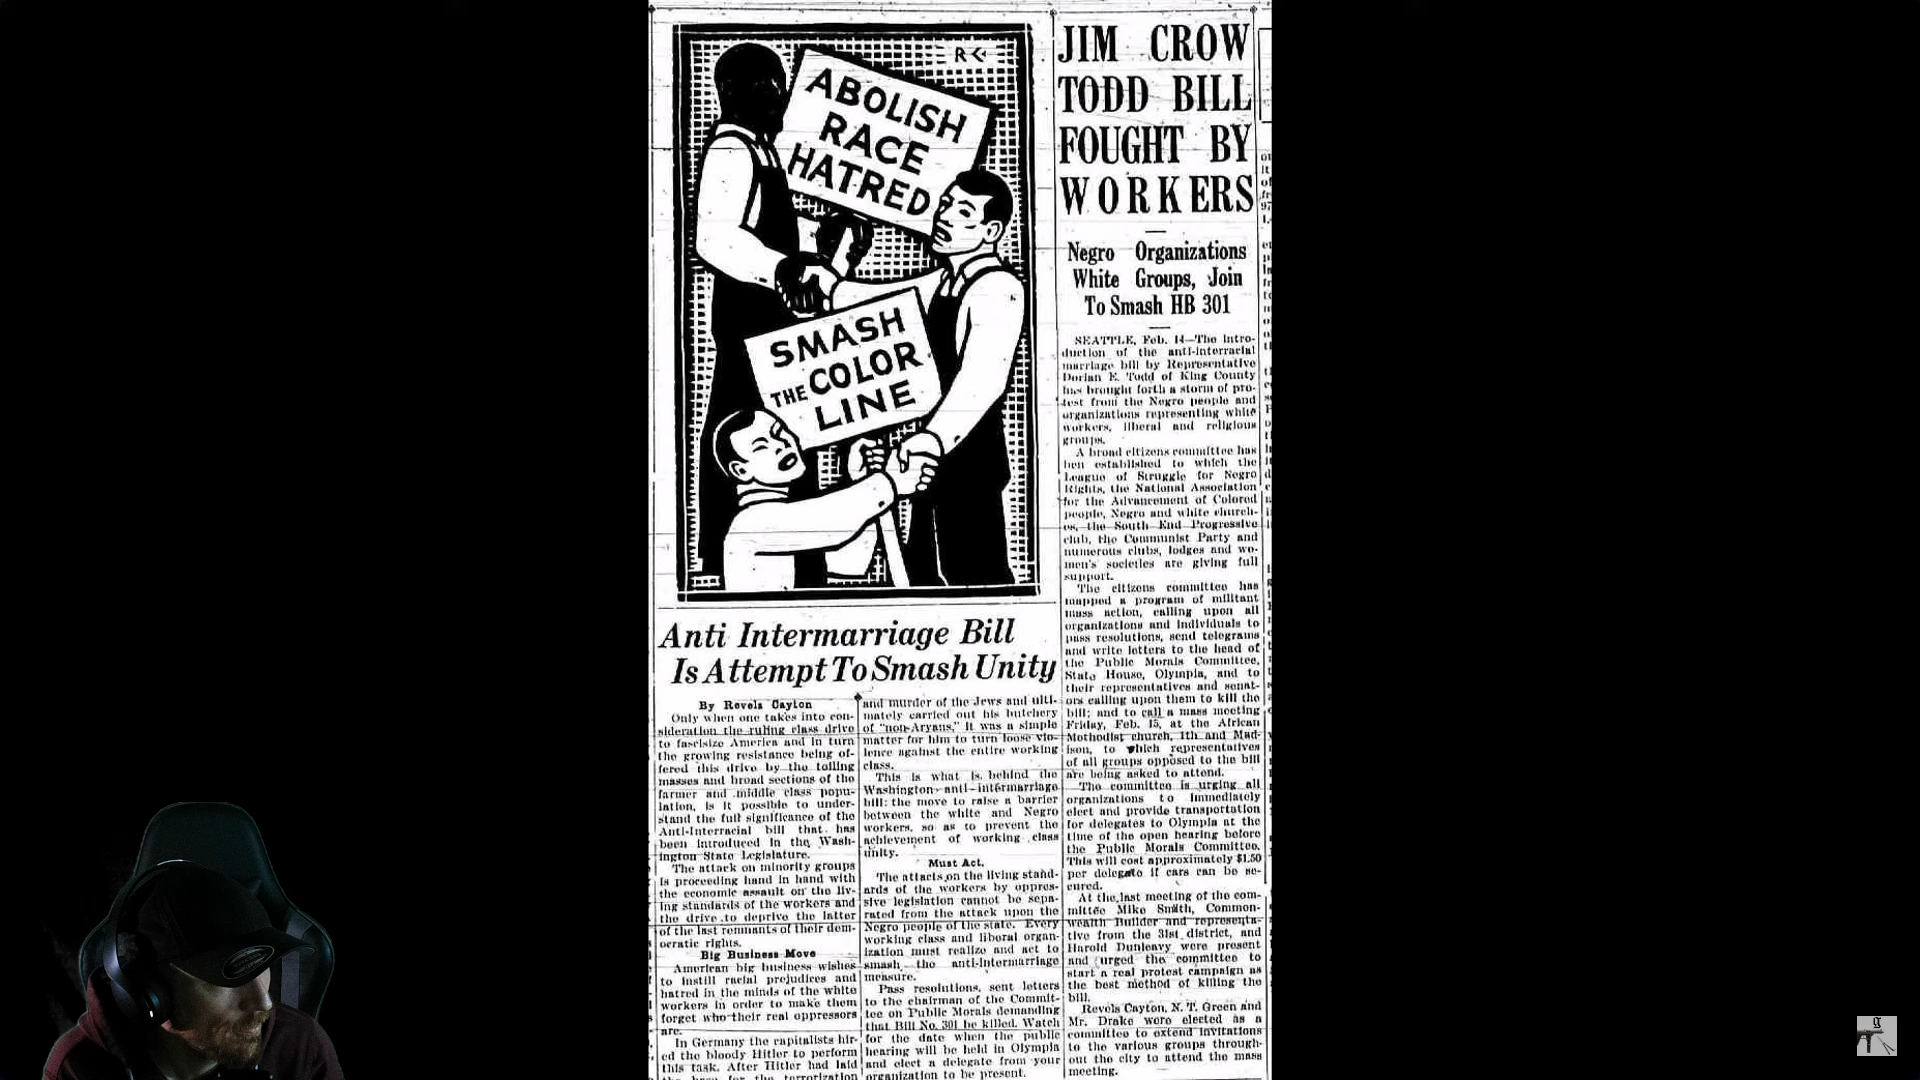 R
ABOLISH
RACE
HATRED
SMASH
THE COLOR
LINE
Anti Intermarriage Bill
Is Attempt To Smash Unity
By Revels Cayton
Only when one takes into con-
sideration the ruling class drive
to fascisize America and in turn
the growing resistance being of-
fered this drive by the toiling
masses and broad sections of the
farmer and middle class popu-
lation, is it possible to under-
stand the full significance of the
Anti-Interracial bill that has
been introduced in the Wash-
ington State Legislature.
The attack on minority groups
is proceeding hand in hand with
the economic assault on the liv-
ing standards of the workers and
the drive to deprive the latter
of the last remnants of their dem-
ocratic rights.
Big Business Move
American big business wishes
to instill racial prejudices and
hatred in the minds of the white
workers in order to make them
forget who their real oppressors
are.
In Germany the capitalists hir-
ed the bloody Hitler to perform
this task. After Hitler had laid
the base for the terrorization
and murder of the Jews and ulti-
mately carried out his butchery
of "non-Aryans," it was a simple
matter for him to turn loose vio-
lence against the entire working
class.
This is what is behind the
Washington anti-intermarriage
bill: the move to raise a barrier
between the white and Negro
workers, so as to prevent the
achievement of working class
unity.
Must Act.
The attacts on the living stand-
ards of the workers by oppres-
sive legislation cannot be sepa-
rated from the attack upon the
Negro people of the state. Every
working class and liberal organ-
ization must realize and act to
smash the anti-intermarriage
measure.
Pass resolutions, sent letters
to the chairman of the Commit-
tee on Public Morals demanding
that Bill No. 301 be killed. Watch
for the date when the public
hearing will be held in Olympia
and elect a delegate from your
organization to be present.
JIM CROW
TODD BILL
FOUGHT BY
WORKERS
Negro Organizations
White Groups, Join
To Smash HB 301
SEATTLE, Feb. 14—The intro-
duction of the anti-interracial
marriage bill by Representative
Dorian E. Todd of King County
has brought forth a storm of pro-
test from the Negro people and
organizations representing white
workers, liberal and religious
groups.
A broad citizens committee has
ben established to which the
League of Struggle for Negro
Rights, the National Association
for the Advancement of Colored
people, Negro and white church-
es, the South End Progressive
club, the Communist Party and
numerous clubs, lodges and wo-
men's societies are giving full
support.
The citizens committee has
mapped a program of militant
mass action, calling upon all
organizations and individuals to
pass resolutions, send telegrams
and write letters to the head of
the Public Morals Committee,
State House, Olympia, and to
their representatives and senat-
ors calling upon them to kill the
bill; and to call a mass meeting
Friday, Feb. 15, at the African
Methodist church, and Mad-
ison, to which representatives
of all groups opposed to the bill
are being asked to attend.
The committee is urging all
organizations to immediately
elect and provide transportation
for delegates to Olympia at the
time of the open hearing before
the Public Morals Committee.
This will cost approximately $1.50
per delegate if cars can be se-
cured.
At the last meeting of the com-
mittee Mike Smith, Common-
wealth Builder and representa-
tive from the 31st district, and
Harold Dunleavy were present
and urged the committee to
start a real protest campaign as
the best method of killing the
bill.
Revels Cayton, N. T. Green and
Mr. Drake were elected as a
committee to extend invitations
to the various groups through-
out the city to attend the mass
meeting.
g